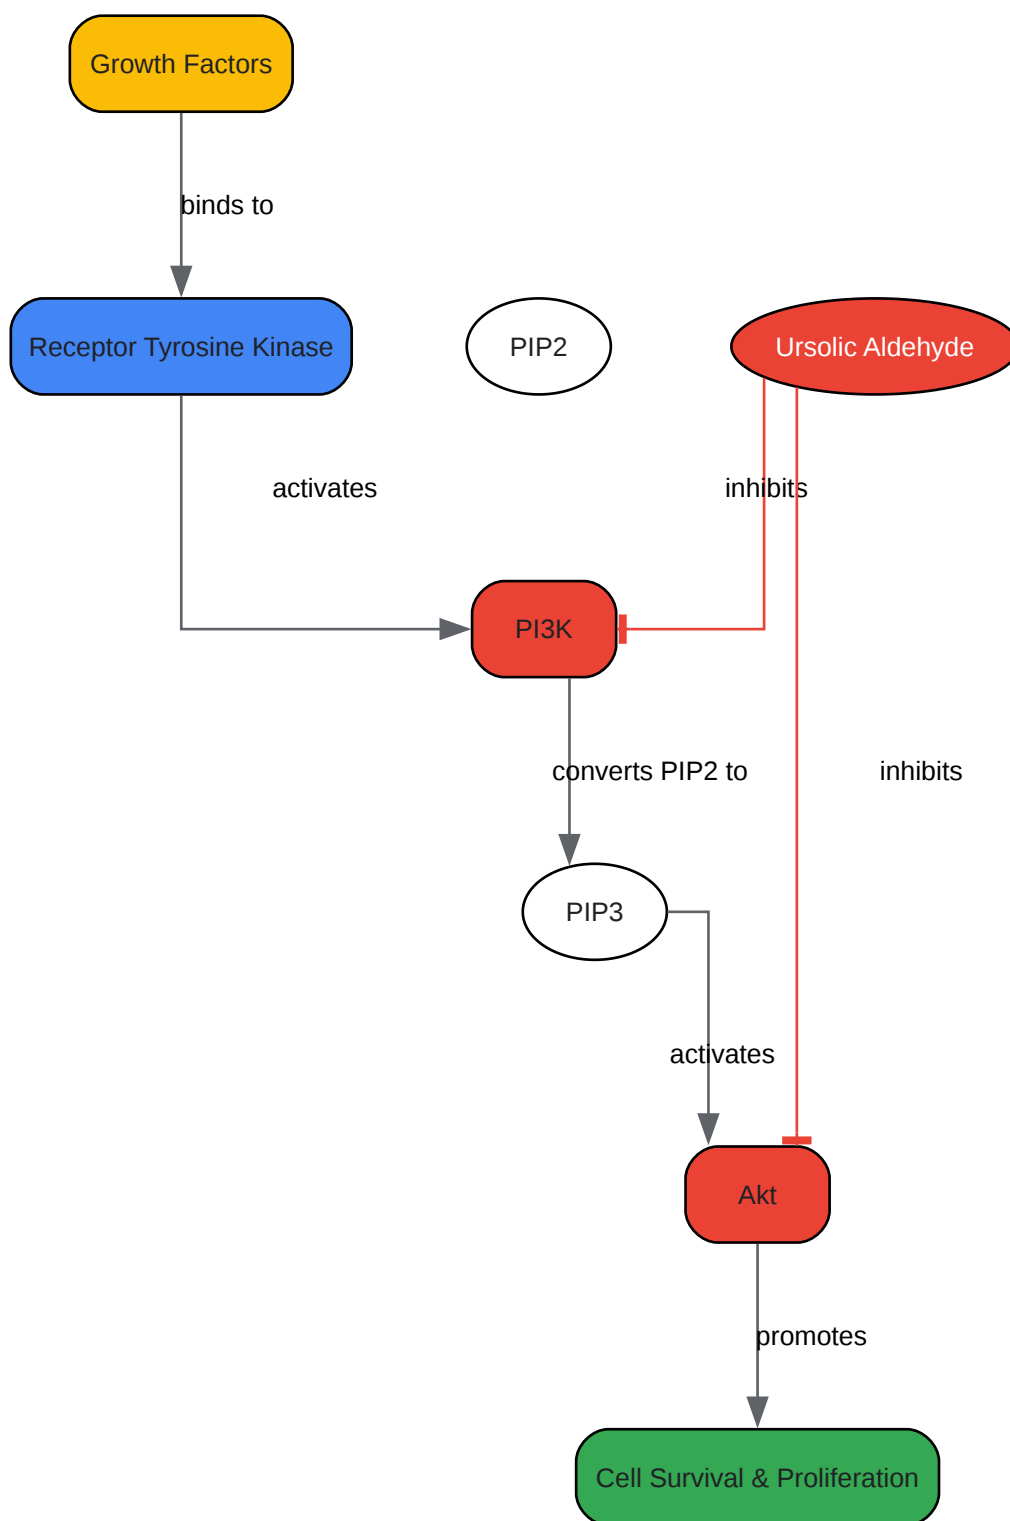 Growth Factors
binds to
Receptor Tyrosine Kinase
PIP2
Ursolic Aldehyde
activates
inhibits
PI3K
converts PIP2 to
inhibits
PIP3
activates
Akt
promotes
Cell Survival & Proliferation